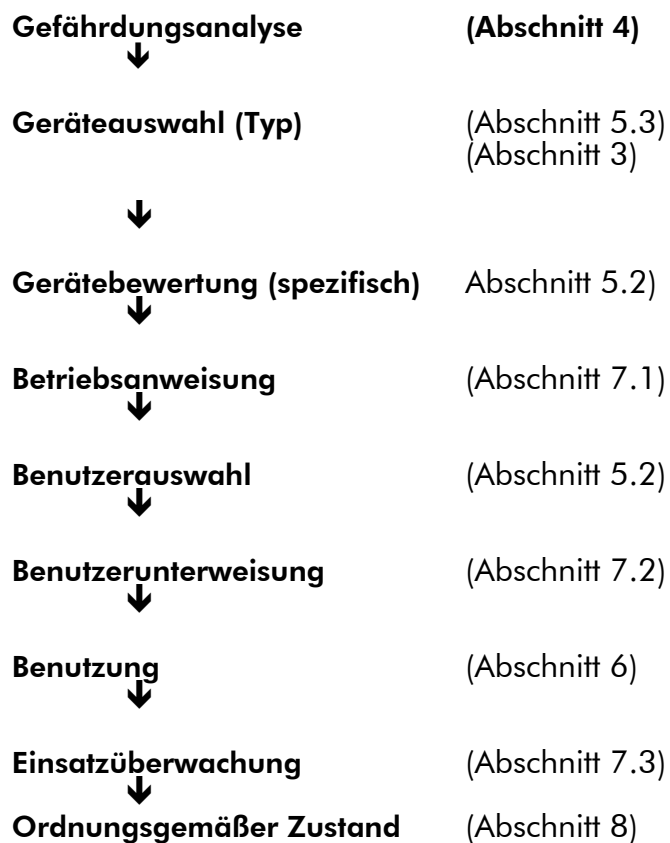 Gefährdungsanalyse (Abschnitt 4)
Geräteauswahl (Typ) (Abschnitt 5.3)
(Abschnitt 3)
Gerätebewertung (spezifisch) Abschnitt 5.2)
Betriebsanweisung (Abschnitt 7.1)
Benutzerauswahl (Abschnitt 5.2)
Benutzerunterweisung (Abschnitt 7.2)
Benutzung (Abschnitt 6)
Einsatzüberwachung (Abschnitt 7.3)
Ordnungsgemäßer Zustand (Abschnitt 8)